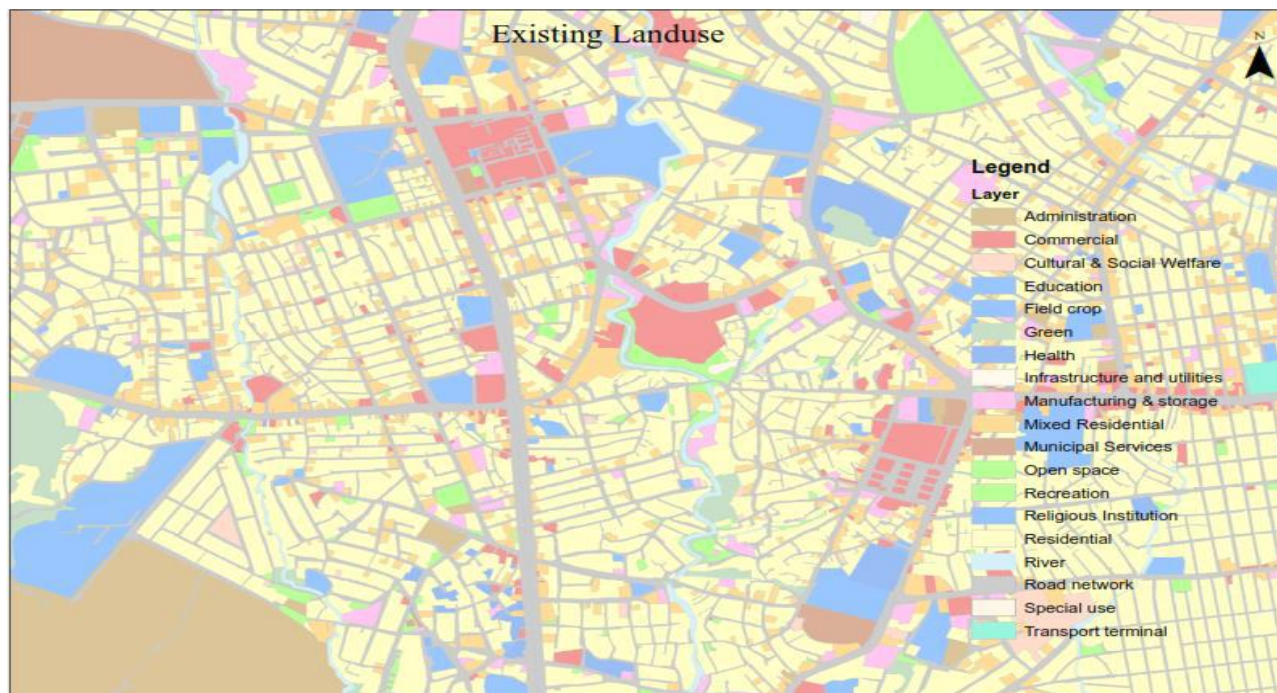 Existing Landuse
N
Legend
Layer
Administration
Commercial
Cultural & Social Welfare
Education
Field crop
Green
Health
Infrastructure and utilities
Manufacturing & storage
Mixed Residential
Municipal Services
Open space
Recreation
Religious Institution
Residential
River
Road network
Special use
Transport terminal